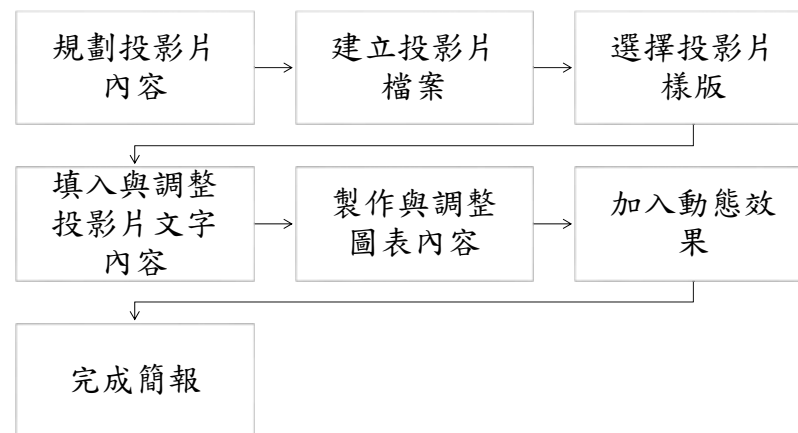 規劃投影片
內容
建立投影片
檔案
選擇投影片
樣版
填入與調整
投影片文字
內容
製作與調整
圖表內容
加入動態效
果
完成簡報